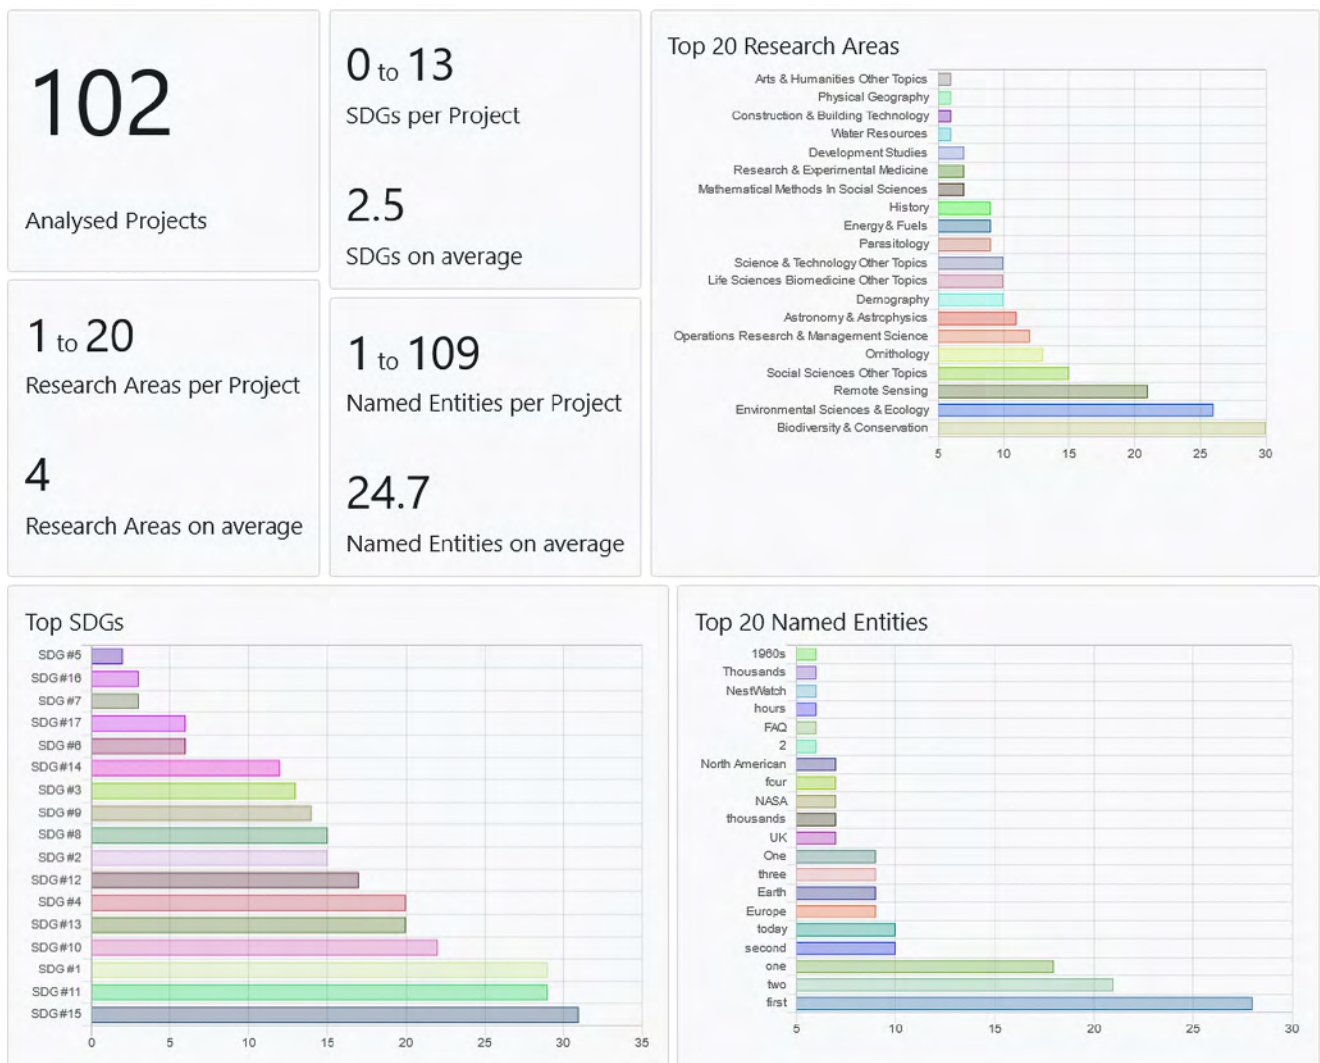 102
Analysed Projects
0 to 13
SDGs per Project
2.5
SDGs on average
1 to 20
Research Areas per Project
4
Research Areas on average
1 to 109
Named Entities per Project
24.7
Named Entities on average
Top 20 Research Areas
Arts & Humanities Other Topics
Physical Geography
Construction & Building Technology
Water Resources
Development Studies
Research & Experimental Medicine
Mathematical Methods In Social Sciences
History
Energy & Fuels
Parasitology
Science & Technology Other Topics
Life Sciences Biomedicine Other Topics
Demography
Astronomy & Astrophysics
Operations Research & Management Science
Ornithology
Social Sciences Other Topics
Remote Sensing
Environmental Sciences & Ecology
Biodiversity & Conservation
5 10 15 20 25 30
Top SDGs
SDG #5
SDG #16
SDG #7
SDG #17
SDG #6
SDG #14
SDG #3
SDG #9
SDG #8
SDG #2
SDG #12
SDG #4
SDG #13
SDG #10
SDG #1
SDG #11
SDG #15
0 5 10 15 20 25 30 35
Top 20 Named Entities
1960s
Thousands
NestWatch
hours
FAQ
2
North American
four
NASA
thousands
UK
One
three
Earth
Europe
today
second
one
two
first
5 10 15 20 25 30